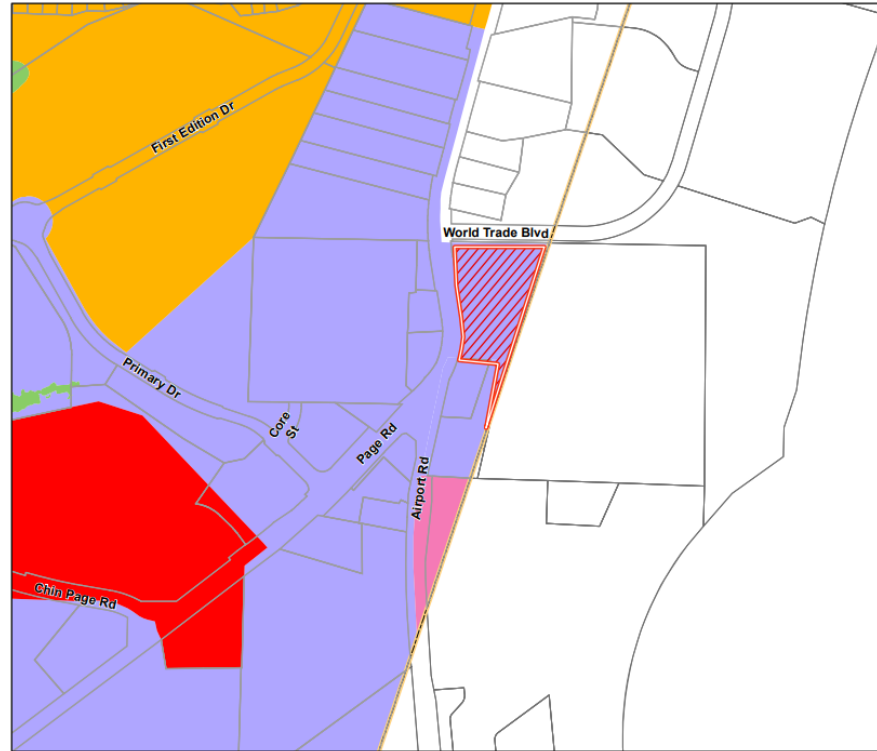 First Edition Dr
World Trade Blvd
Primary Dr
Core
St
Page Rd
Airport Rd
Chin Page Rd